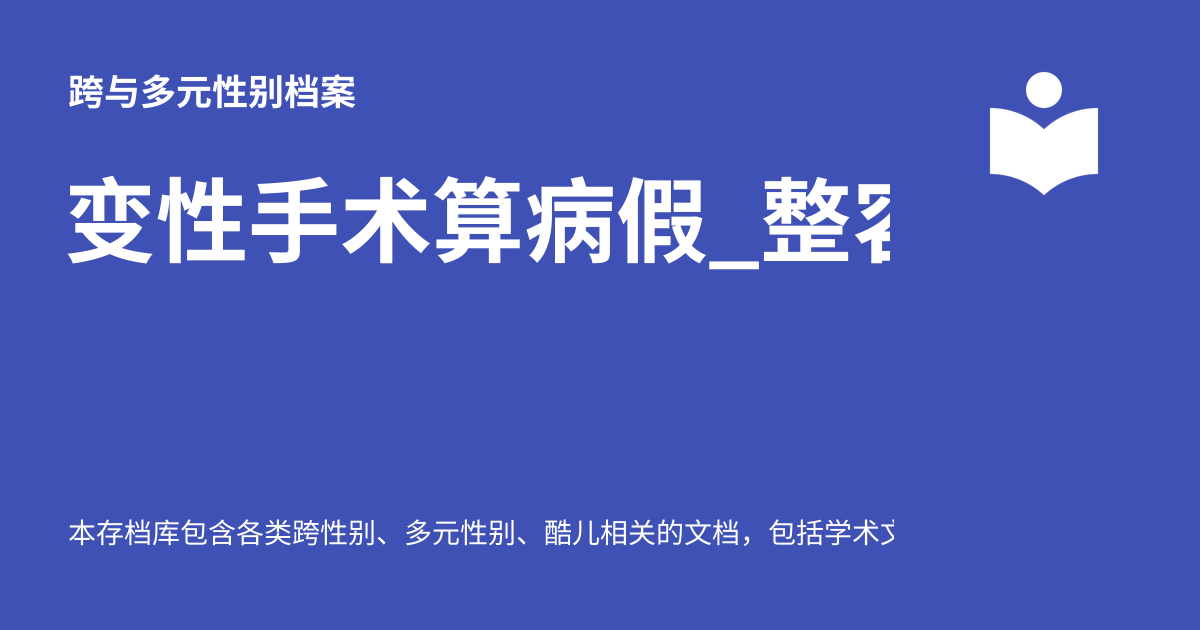 跨与多元性别档案
变性手术算病假_整
本存档库包含各类跨性别、多元性别、酷儿相关的文档，包括学术